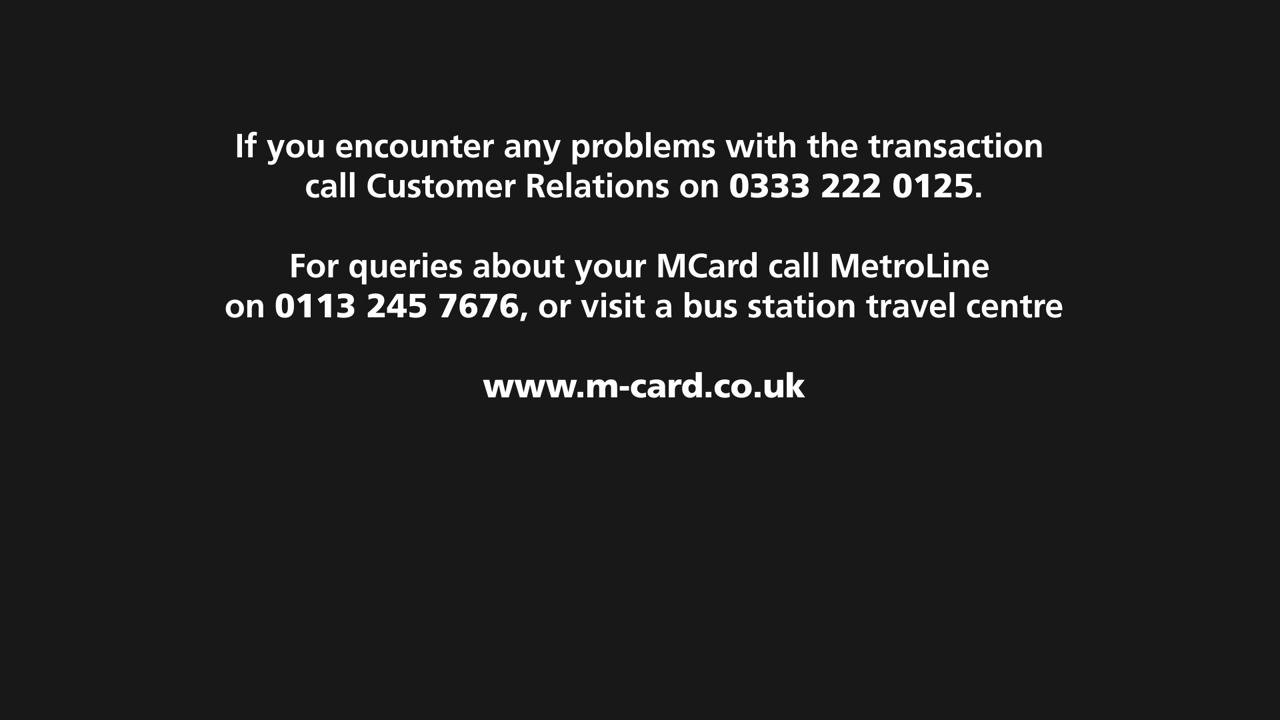 If you encounter any problems with the transaction
call Customer Relations on 0333 222 0125.
For queries about your MCard call MetroLine
on 0113 245 7676, or visit a bus station travel centre
www.m-card.co.uk